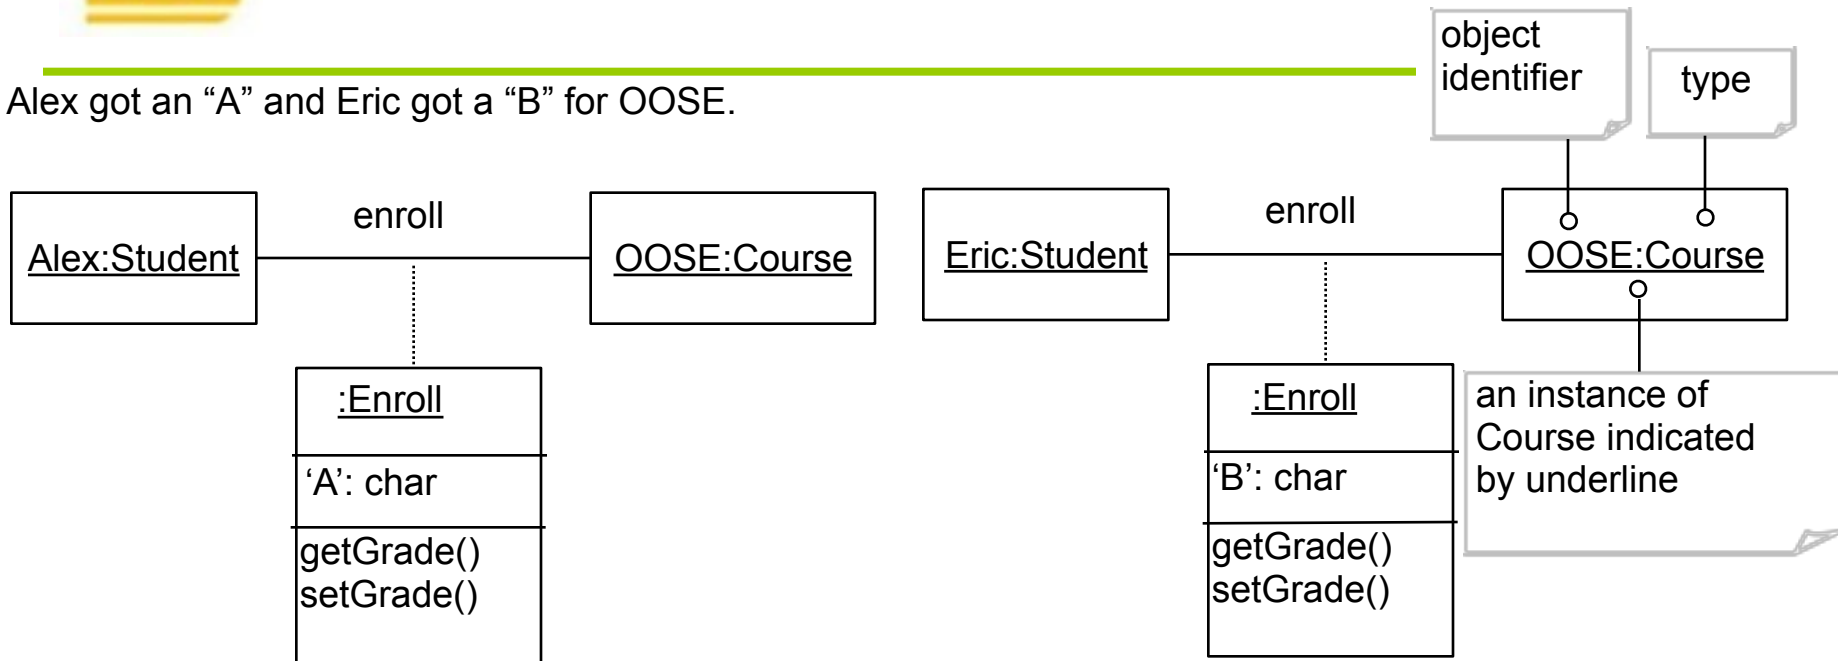 object
identifier
type
Alex got an “A” and Eric got a “B” for OOSE.
Alex:Student
enroll
OOSE:Course
:Enroll
‘A’: char
getGrade()
setGrade()
Eric:Student
enroll
OOSE:Course
:Enroll
‘B’: char
getGrade()
setGrade()
an instance of
Course indicated
by underline